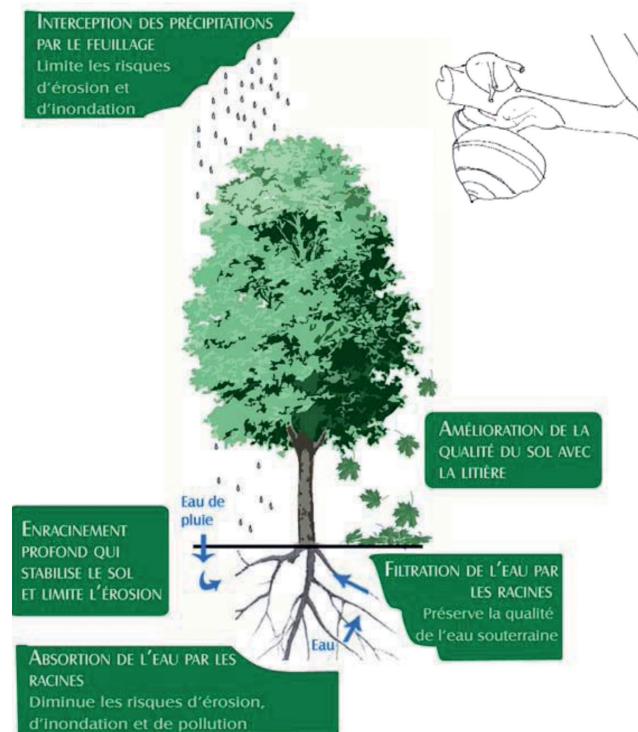 INTERCEPTION DES PRÉCIPITATIONS
PAR LE FEUILLAGE
Limite les risques
d'érosion et
d'inondation
AMÉLIORATION DE LA
QUALITÉ DU SOL AVEC
LA LITIÈRE
Eau de
pluie
ENRACINEMENT
PROFOND QUI
STABILISE LE SOL
ET LIMITE L'ÉROSION
FILTRATION DE L'EAU PAR
LES RACINES
Préserve la qualité
de l'eau souterraine
Eau
ABSORTION DE L'EAU PAR LES
RACINES
Diminue les risques d'érosion,
d'inondation et de pollution